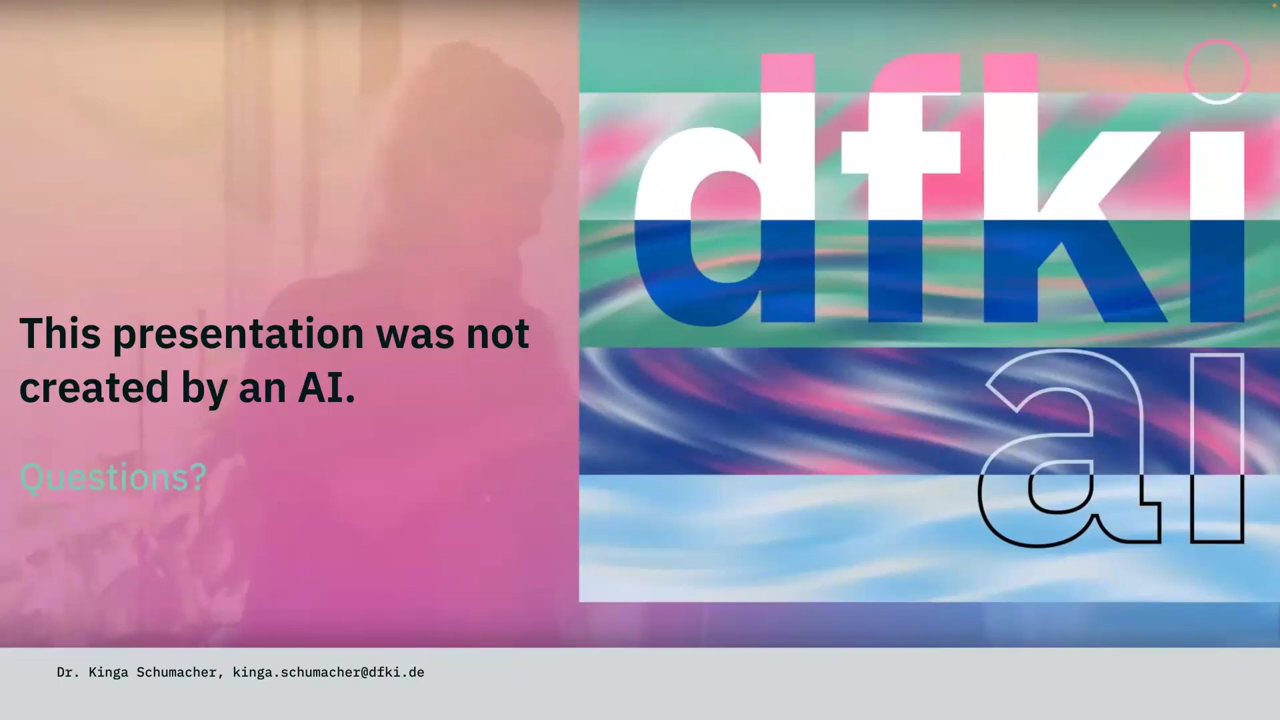 This presentation was not
created by an AI.
Questions?
dfki
ai
Dr. Kinga Schumacher, kinga.schumacher@dfki.de